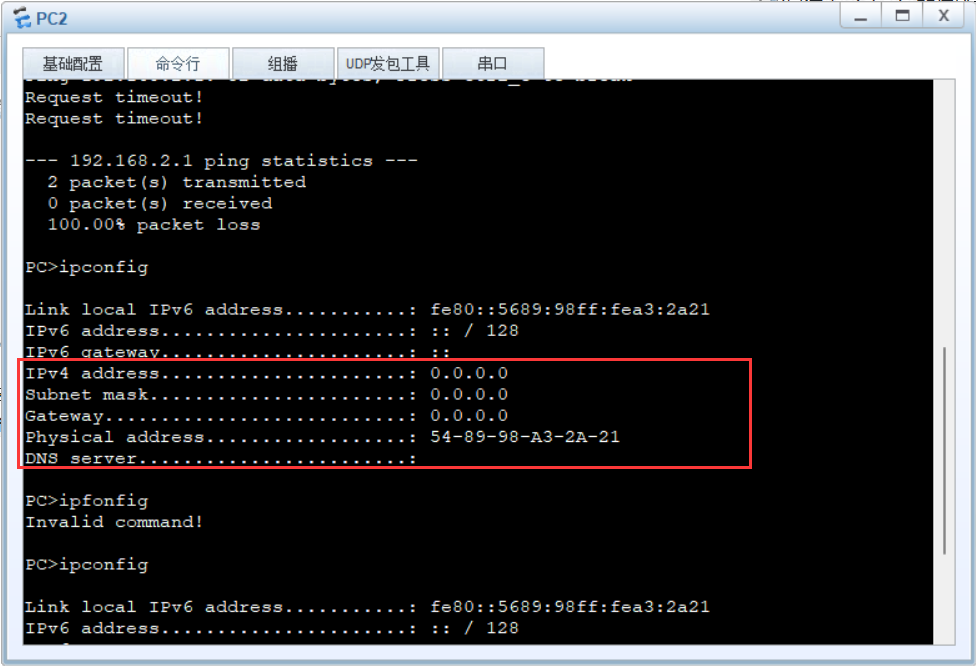 PC2
基础配置 命令行 组播 UDP发包工具 串口
Request timeout!
Request timeout!
--- 192.168.2.1 ping statistics ---
2 packet(s) transmitted
0 packet(s) received
100.00% packet loss
PC>ipconfig
Link local IPv6 address...........: fe80::5689:98ff:fea3:2a21
IPv6 address......................: :: / 128
IPv6 gateway......................: ::
IPv4 address......................: 0.0.0.0
Subnet mask.......................: 0.0.0.0
Gateway...........................: 0.0.0.0
Physical address..................: 54-89-98-A3-2A-21
DNS server........................:
PC>ipfonfig
Invalid command!
PC>ipconfig
Link local IPv6 address...........: fe80::5689:98ff:fea3:2a21
IPv6 address......................: :: / 128